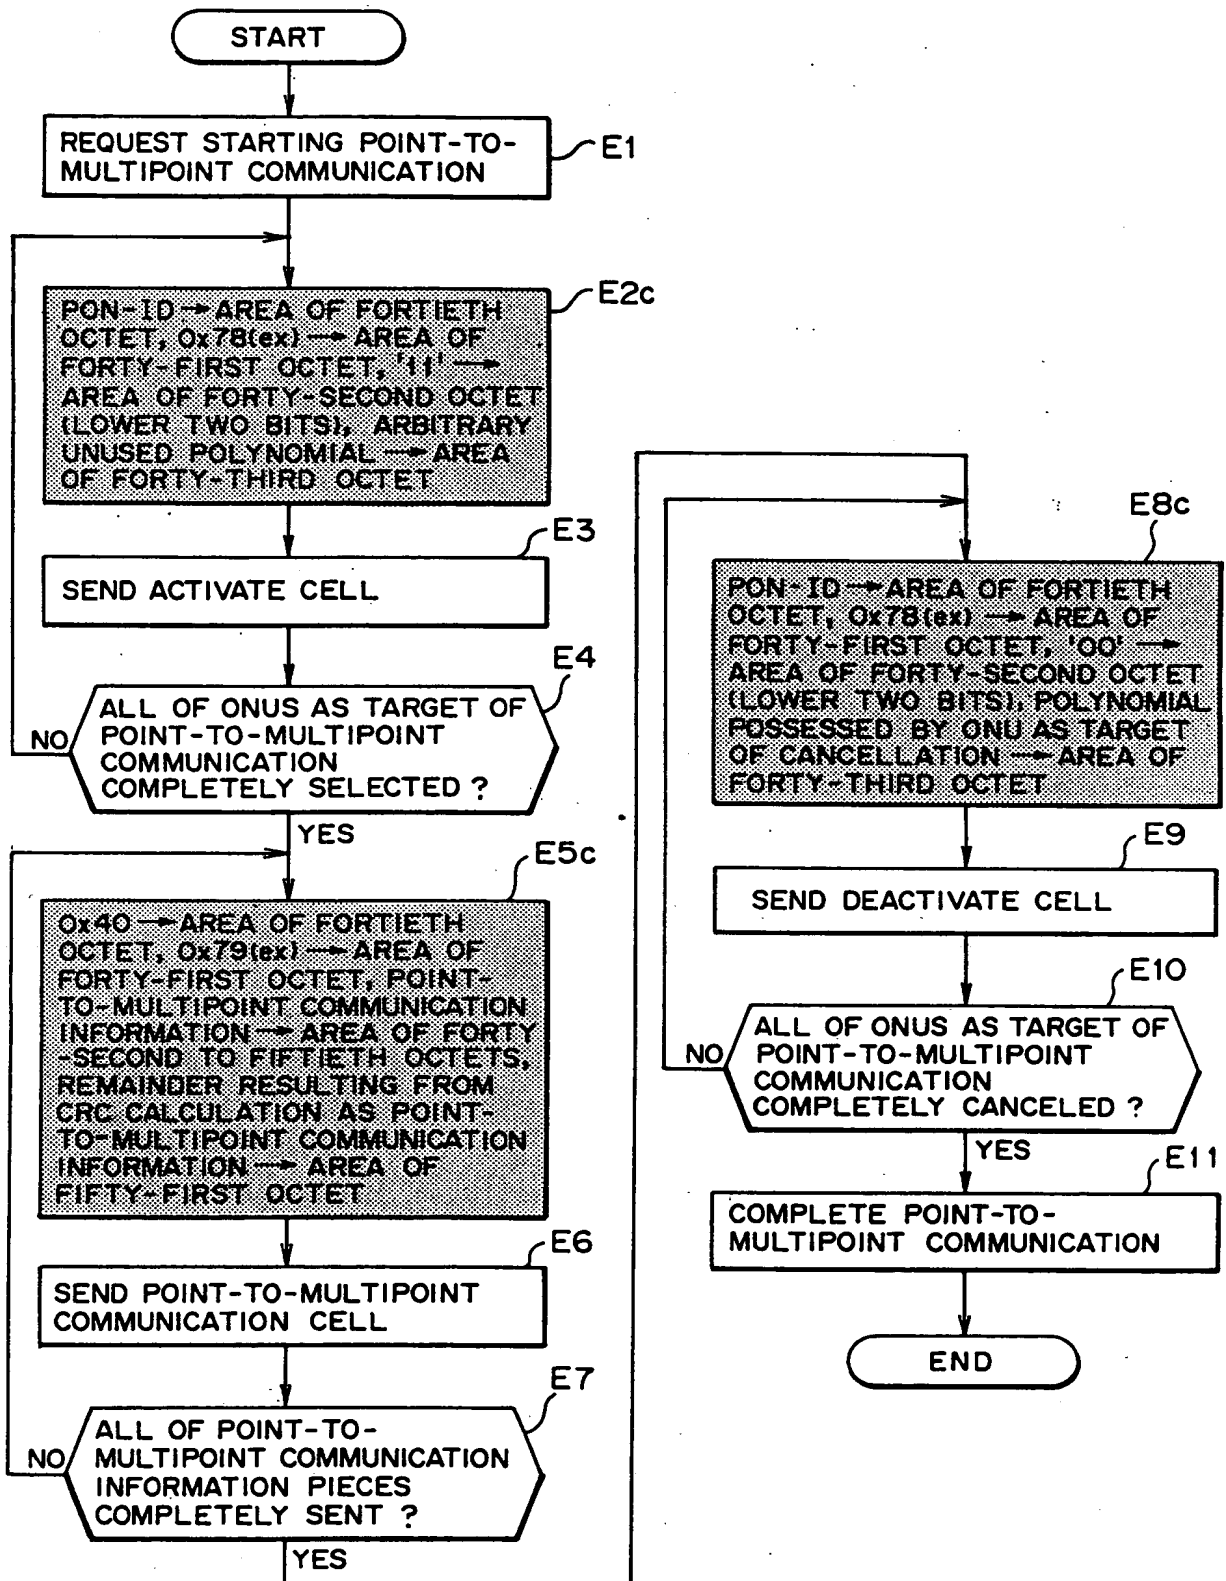 START
REQUEST STARTING POINT-TO-
MULTIPOINT COMMUNICATION
E1
E2c
PON-ID → AREA OF FORTIETH
OCTET, 0x78(ex) → AREA OF
FORTY-FIRST OCTET, '11' →
AREA OF FORTY-SECOND OCTET
(LOWER TWO BITS), ARBITRARY
UNUSED POLYNOMIAL → AREA
OF FORTY-THIRD OCTET
E3
SEND ACTIVATE CELL
E4
ALL OF ONUS AS TARGET OF
POINT-TO-MULTIPOINT
COMMUNICATION
COMPLETELY SELECTED ?
NO
YES
E5c
0x40 → AREA OF FORTIETH
OCTET, 0x79(ex) → AREA OF
FORTY-FIRST OCTET, POINT-
TO-MULTIPOINT COMMUNICATION
INFORMATION → AREA OF FORTY
-SECOND TO FIFTIETH OCTETS,
REMAINDER RESULTING FROM
CRC CALCULATION AS POINT-
TO-MULTIPOINT COMMUNICATION
INFORMATION → AREA OF
FIFTY-FIRST OCTET
E6
SEND POINT-TO-MULTIPOINT
COMMUNICATION CELL
E7
ALL OF POINT-TO-
MULTIPOINT COMMUNICATION
INFORMATION PIECES
COMPLETELY SENT ?
NO
YES
E8c
PON-ID → AREA OF FORTIETH
OCTET, 0x78(ex) → AREA OF
FORTY-FIRST OCTET, '00' →
AREA OF FORTY-SECOND OCTET
(LOWER TWO BITS), POLYNOMIAL
POSSESSED BY ONU AS TARGET
OF CANCELLATION → AREA OF
FORTY-THIRD OCTET
E9
SEND DEACTIVATE CELL
E10
ALL OF ONUS AS TARGET OF
POINT-TO-MULTIPOINT
COMMUNICATION
COMPLETELY CANCELED ?
NO
YES
E11
COMPLETE POINT-TO-
MULTIPOINT COMMUNICATION
END